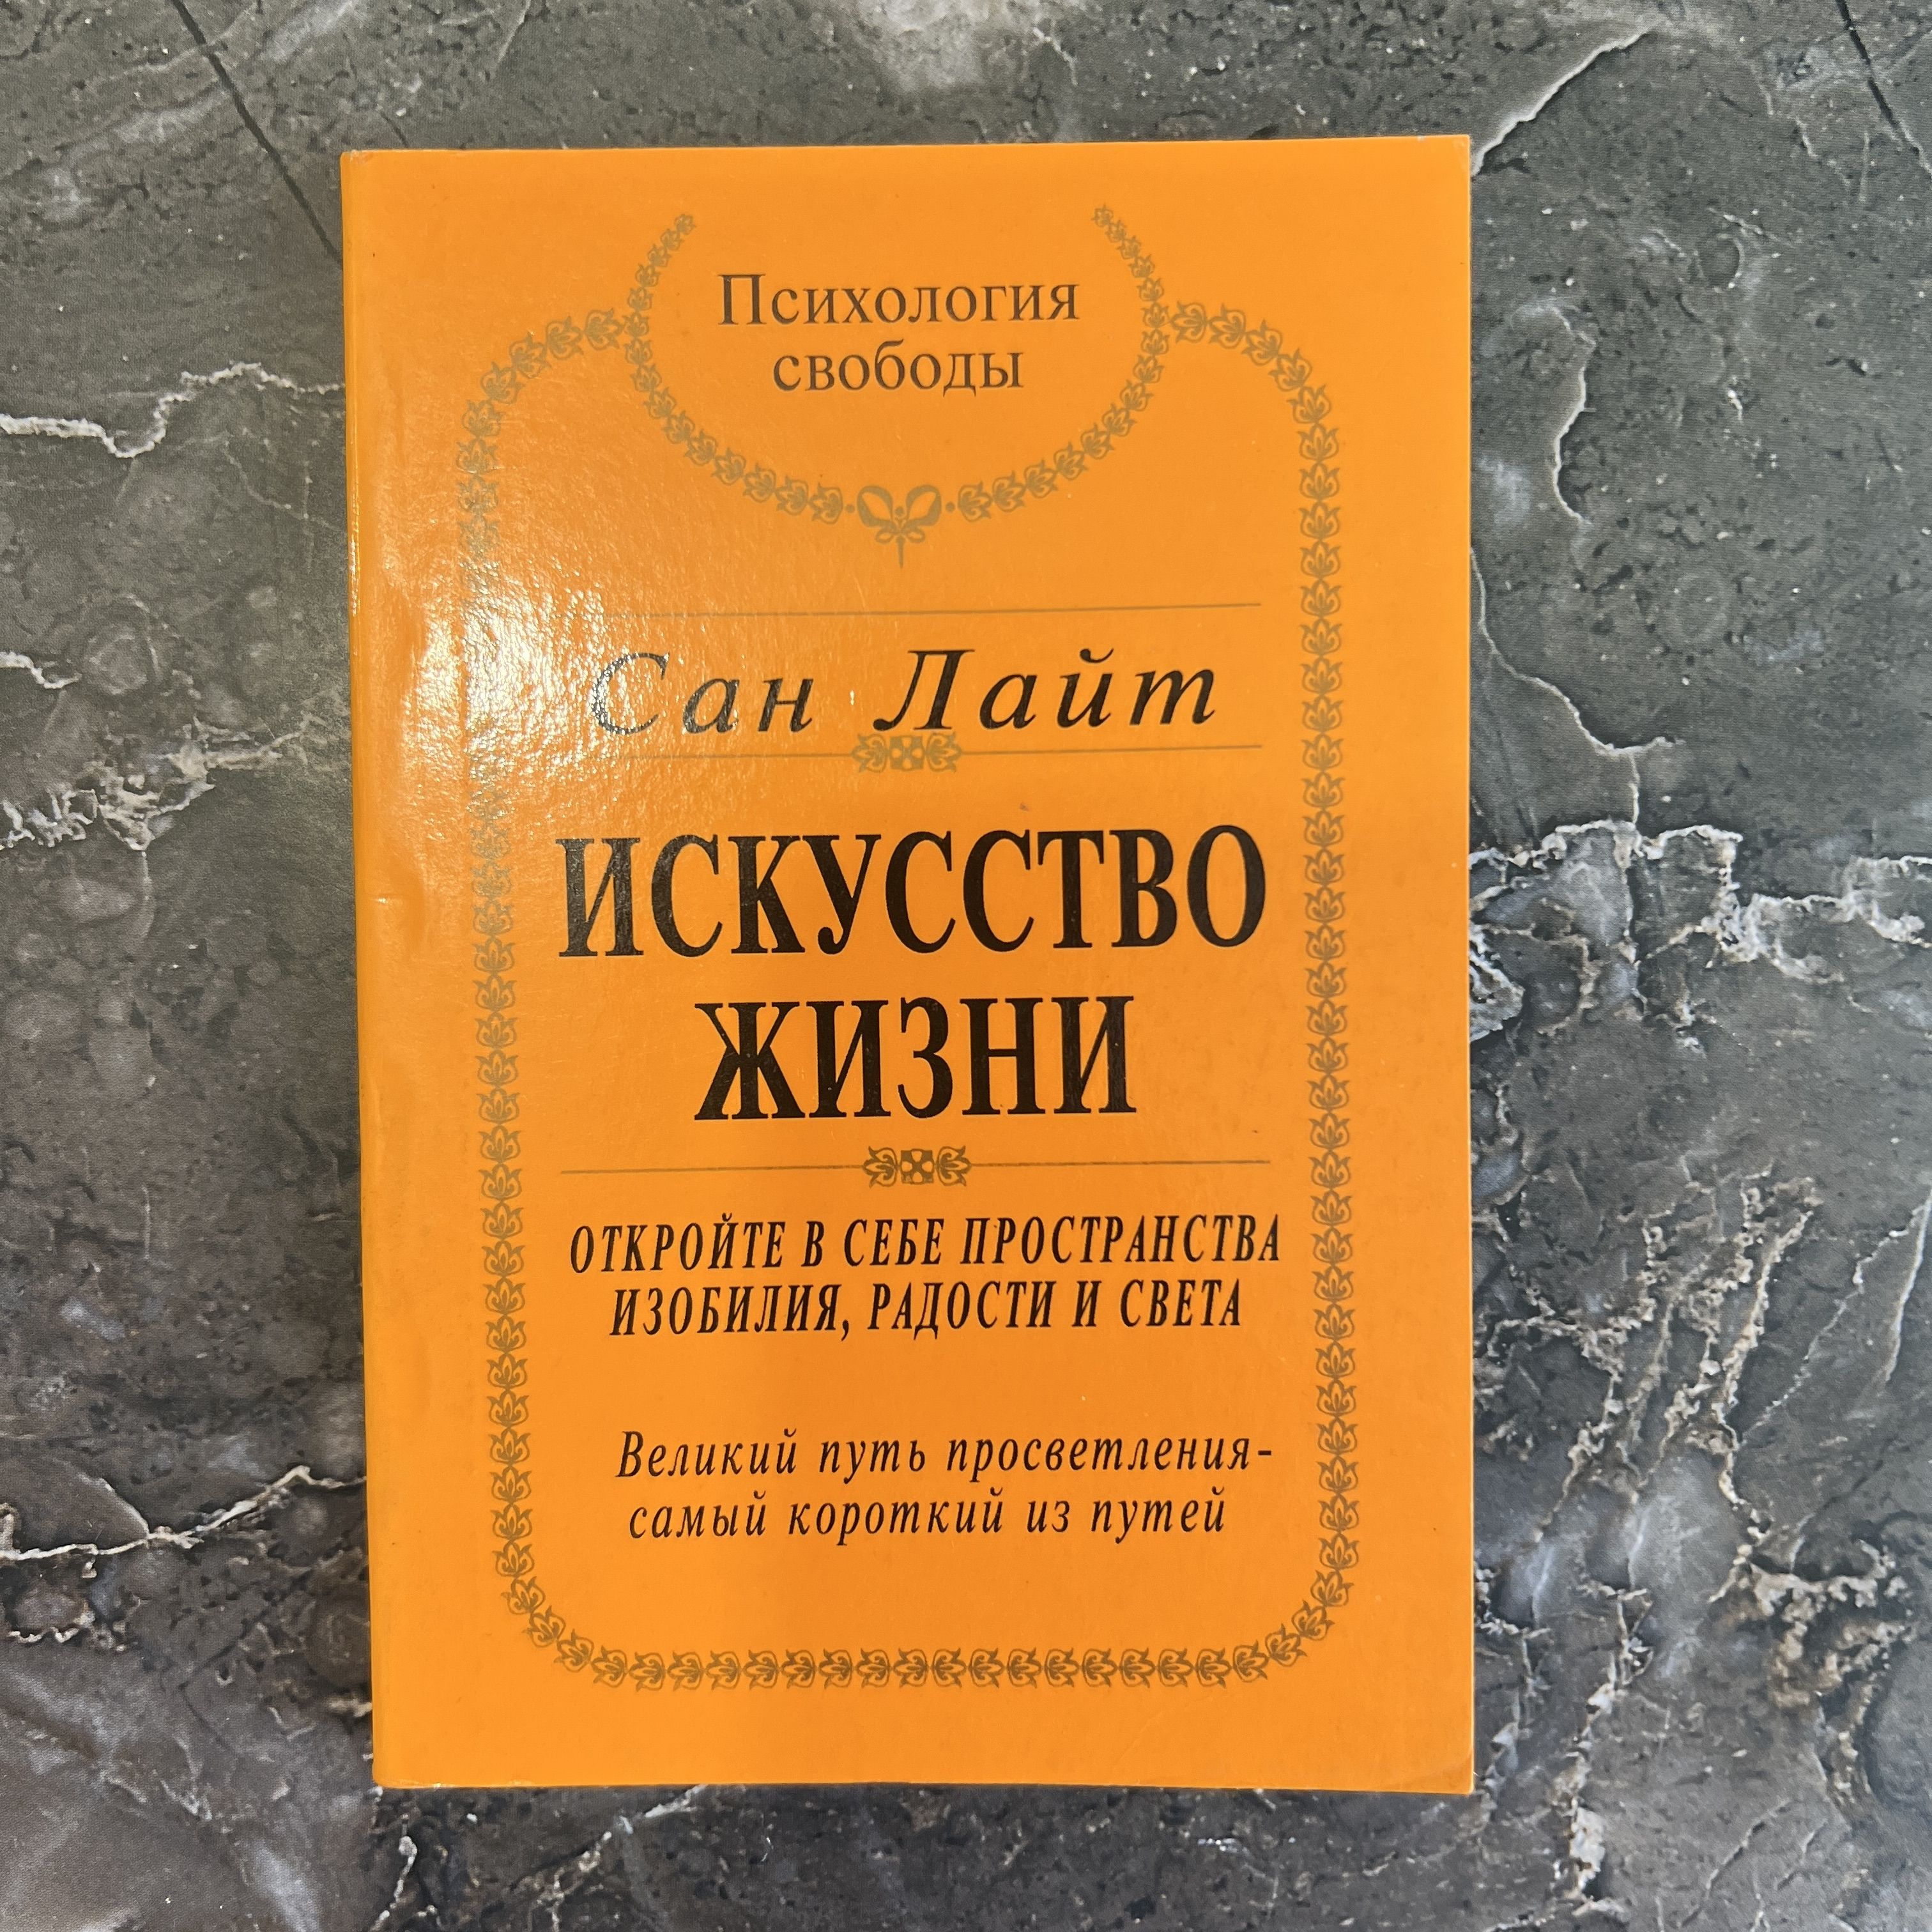 Психология
свободы
Сан Лайт
ИСКУССТВО
ЖИЗНИ
ОТКРОЙТЕ В СЕБЕ ПРОСТРАНСТВА
ИЗОБИЛИЯ, РАДОСТИ И СВЕТА
Великий путь просветления-
самый короткий из путей